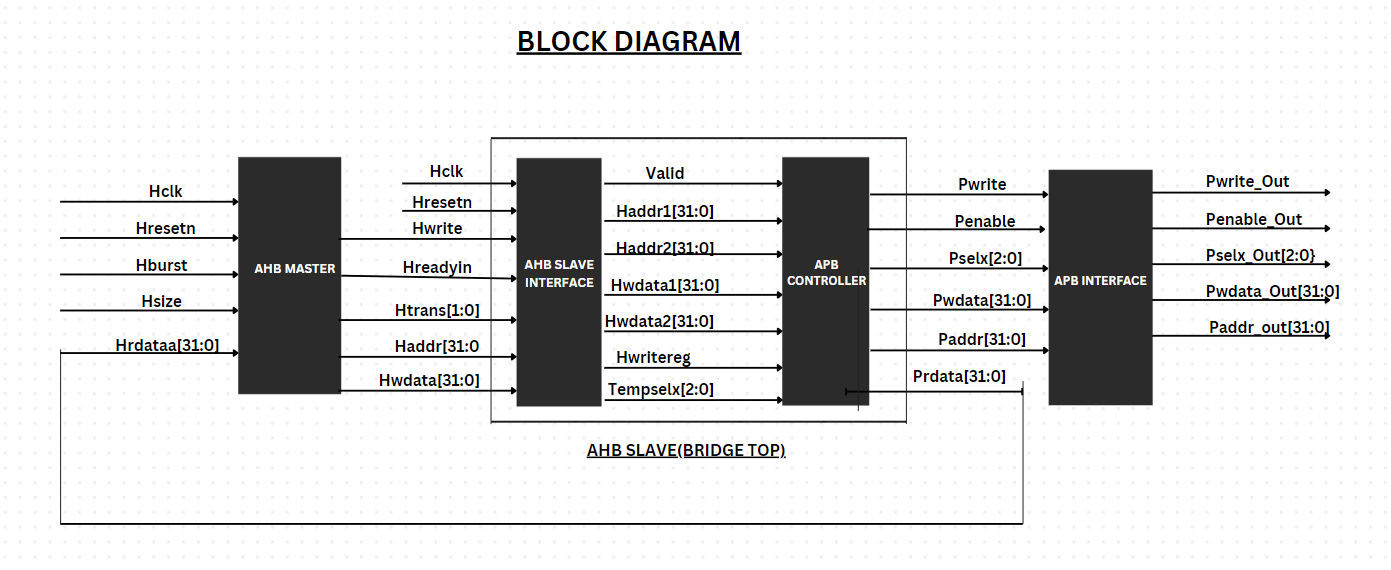 BLOCK DIAGRAM
Hclk
Hresetn
Hburst
Hsize
Hrdataa[31:0]
AHB MASTER
Hclk
Hresetn
Hwrite
Hreadyin
Htrans[1:0]
Haddr[31:0
Hwdata[31:0]
AHB SLAVE
INTERFACE
Valid
Haddr1[31:0]
Haddr2[31:0]
Hwdata1[31:0]
Hwdata2[31:0]
Hwritereg
Tempselx[2:0]
APB
CONTROLLER
Pwrite
Penable
Pselx[2:0]
Pwdata[31:0]
Paddr[31:0]
Prdata[31:0]
APB INTERFACE
Pwrite_Out
Penable_Out
Pselx_Out[2:0}
Pwdata_Out[31:0]
Paddr_out[31:0]
AHB SLAVE(BRIDGE TOP)